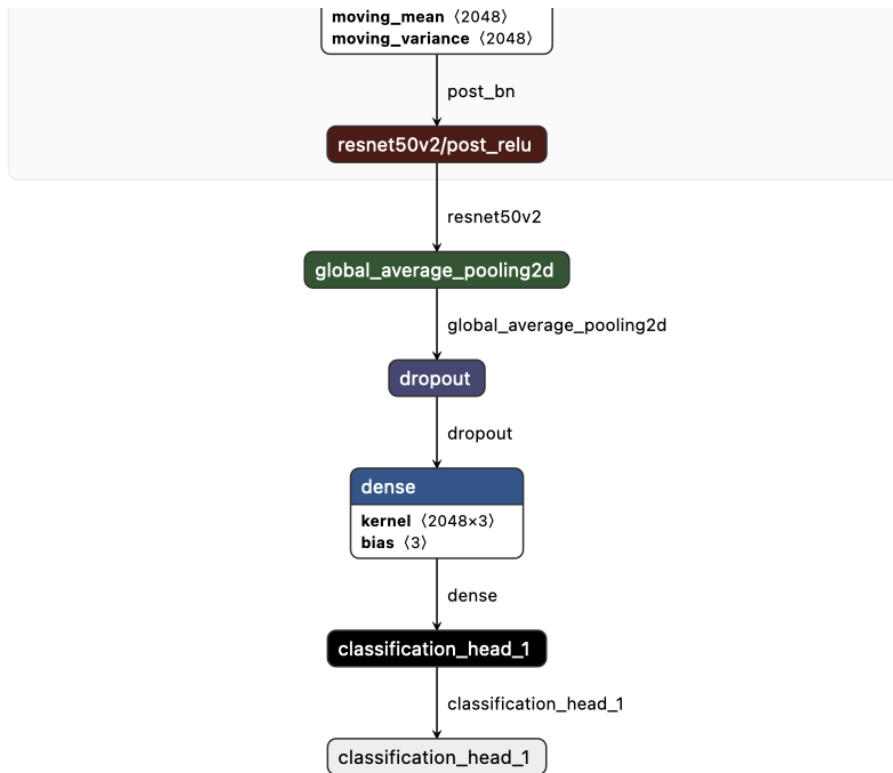 moving_mean ⟨2048⟩
moving_variance ⟨2048⟩
post_bn
resnet50v2/post_relu
resnet50v2
global_average_pooling2d
global_average_pooling2d
dropout
dropout
dense
kernel ⟨2048×3⟩
bias ⟨3⟩
dense
classification_head_1
classification_head_1
classification_head_1